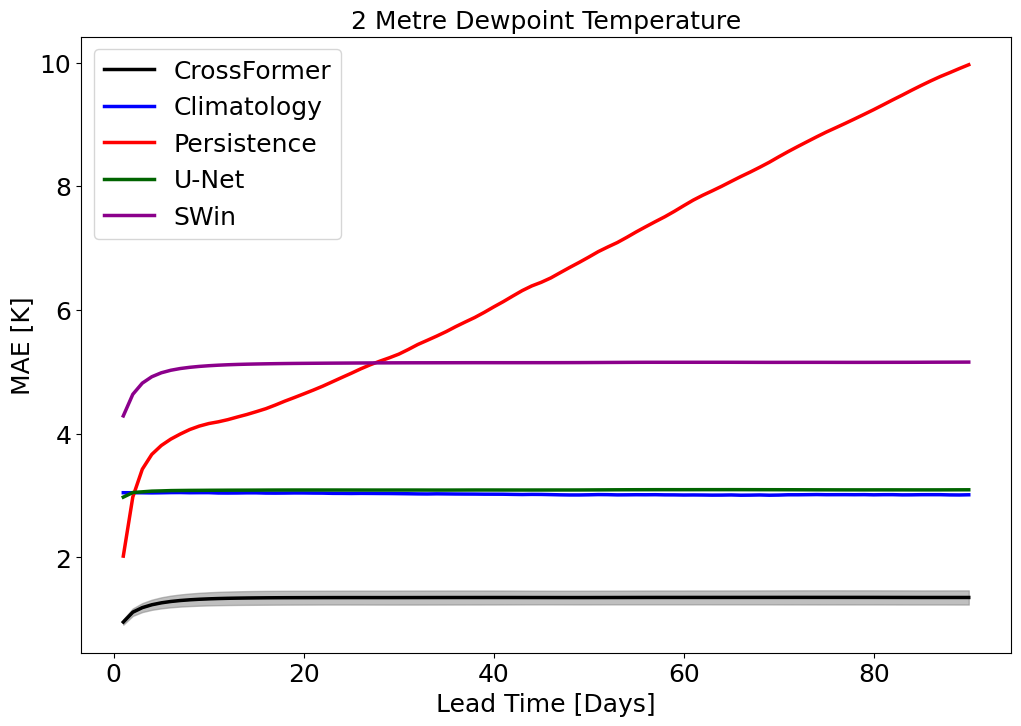 2 Metre Dewpoint Temperature
10
8
6
4
2
MAE [K]
CrossFormer
Climatology
Persistence
U-Net
SWin
0 20 40 60 80
Lead Time [Days]